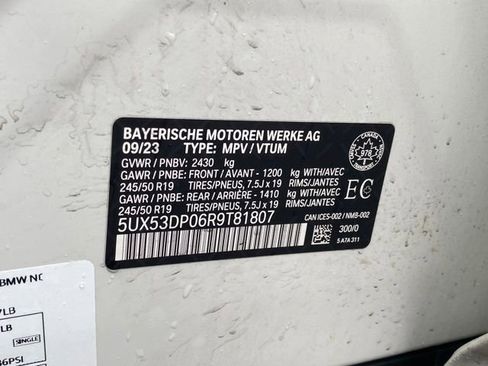 BAYERISCHE MOTOREN WERKE AG
09/23 TYPE: MPV / VTUM
GVWR / PNBV: 2430 kg
GAWR / PNBE: FRONT / AVANT - 1200 kg WITH/AVEC
245/50 R19 TIRES/PNEUS, 7.5J x 19 RIMS/JANTES
GAWR / PNBE: REAR / ARRIÈRE - 1410 kg WITH/AVEC
245/50 R19 TIRES/PNEUS, 7.5J x 19 RIMS/JANTES
5UX53DP06R9T81807
CANADA
976
EC
CAN ICES-002 / NMB-002
300/0
5 A7A 311
BMW NC
LB
LB
SINGLE
6PSI